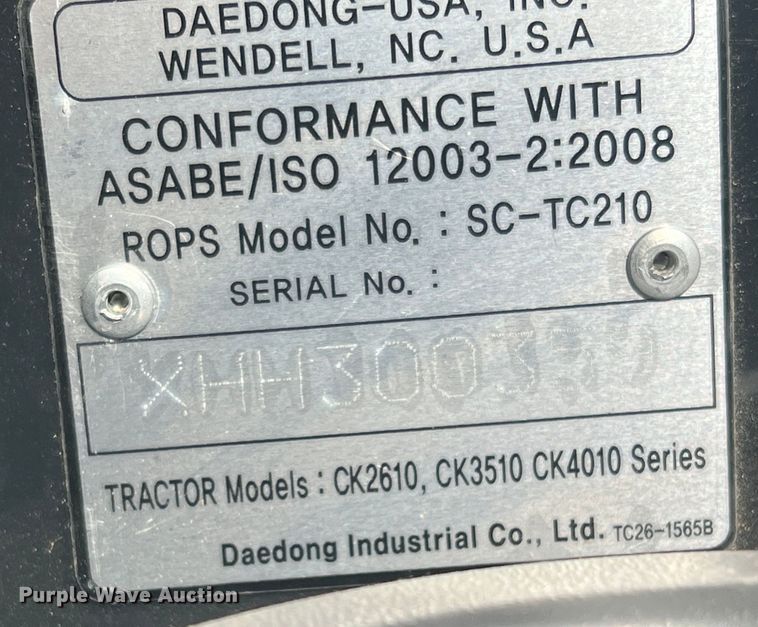 DAEDONG-USA, INC.
WENDELL, NC. U.S.A
CONFORMANCE WITH
ASABE/ISO 12003-2:2008
ROPS Model No. : SC-TC210
SERIAL No. :
TRACTOR Models : CK2610, CK3510 CK4010 Series
Daedong Industrial Co., Ltd. TC26-1565B
Purple Wave Auction